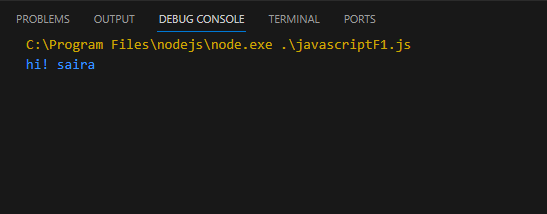 PROBLEMS OUTPUT DEBUG CONSOLE TERMINAL PORTS
C:\Program Files\nodejs\node.exe .\javascriptF1.js
hi! saira